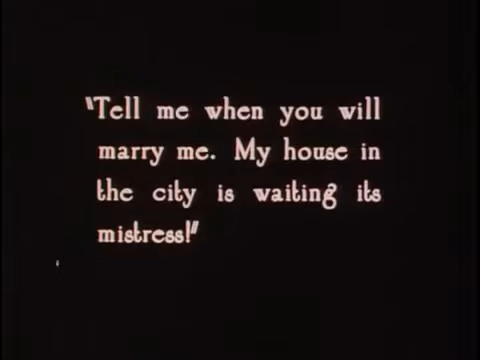 "Tell me when you will
marry me. My house in
the city is waiting its
mistress!"